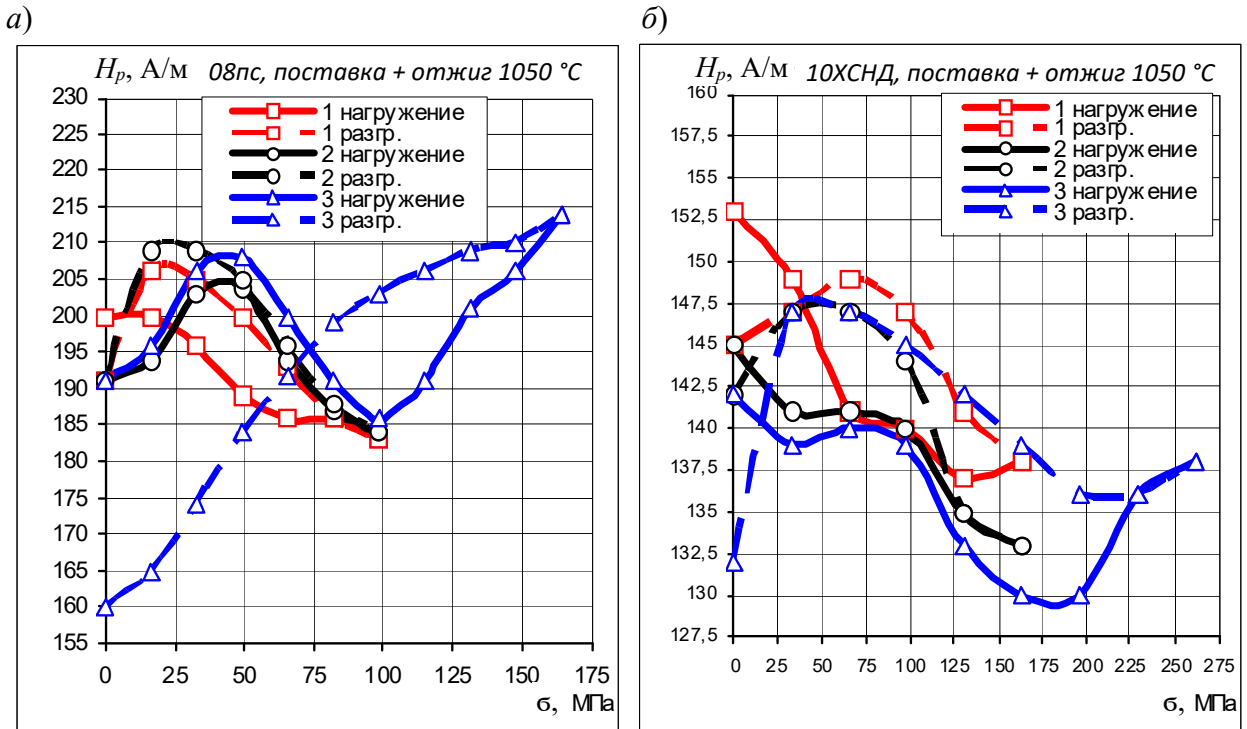 а)
Hр, А/м 08пс, поставка + отжиг 1050 °С
230
225
220
215
210
205
200
195
190
185
180
175
170
165
160
155
1 нагружение
1 разгр.
2 нагружение
2 разгр.
3 нагружение
3 разгр.
0 25 50 75 100 125 150 175
σ, МПа
б)
Hр, А/м 10ХСНД, поставка + отжиг 1050 °С
160
157,5
155
152,5
150
147,5
145
142,5
140
137,5
135
132,5
130
127,5
1 нагружение
1 разгр.
2 нагружение
2 разгр.
3 нагружение
3 разгр.
0 25 50 75 100 125 150 175 200 225 250 275
σ, МПа